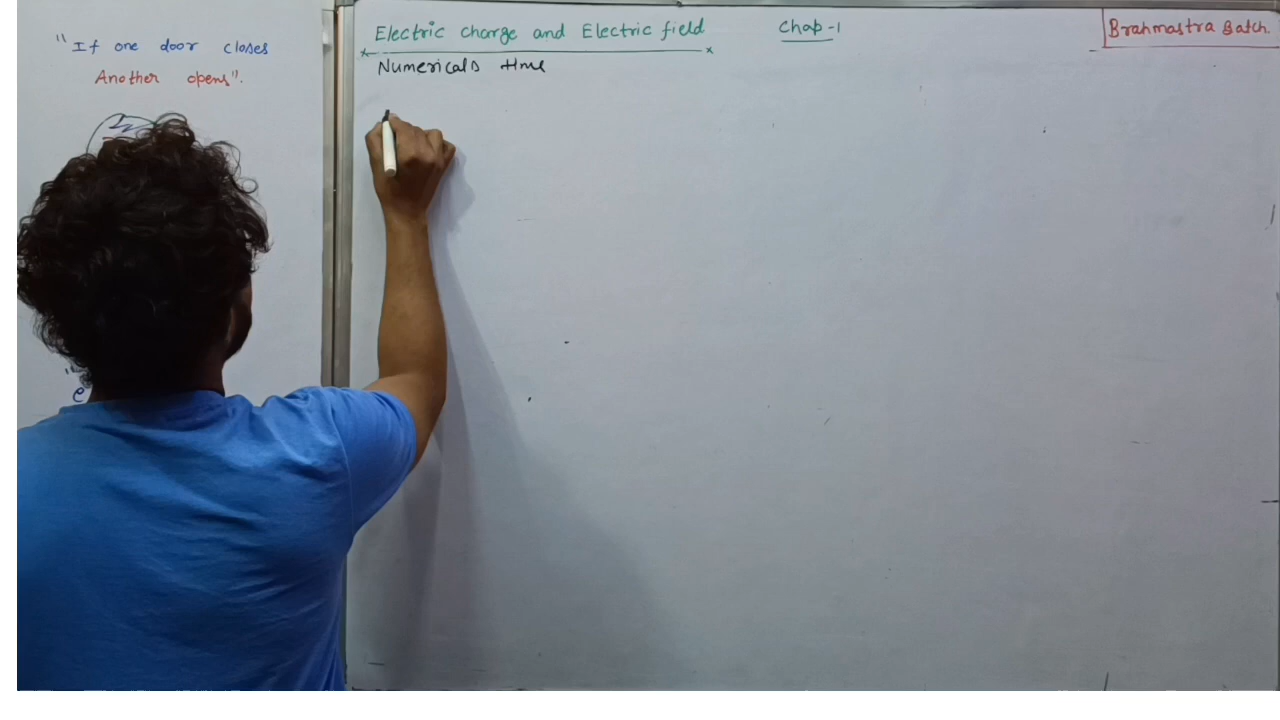 "If one door closes
Another opens".
Electric charge and Electric field
Chap-1
Brahmastra Batch.
Numericals time